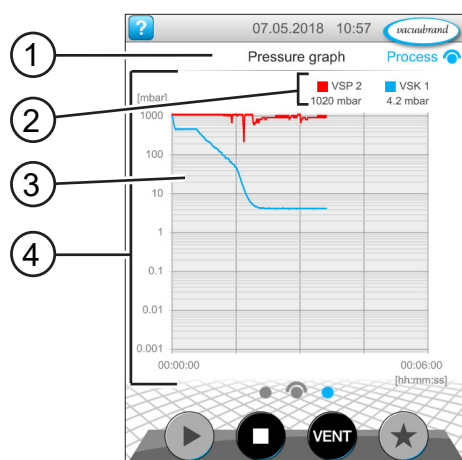 ? 07.05.2018 10:57 vacuubrand
1 Pressure graph Process
2 VSP 2 VSK 1
1020 mbar 4.2 mbar
[mbar]
1000
100
3
10
4
1
0.1
0.01
0.001
00:00:00 00:06:00
[hh:mm:ss]
VENT